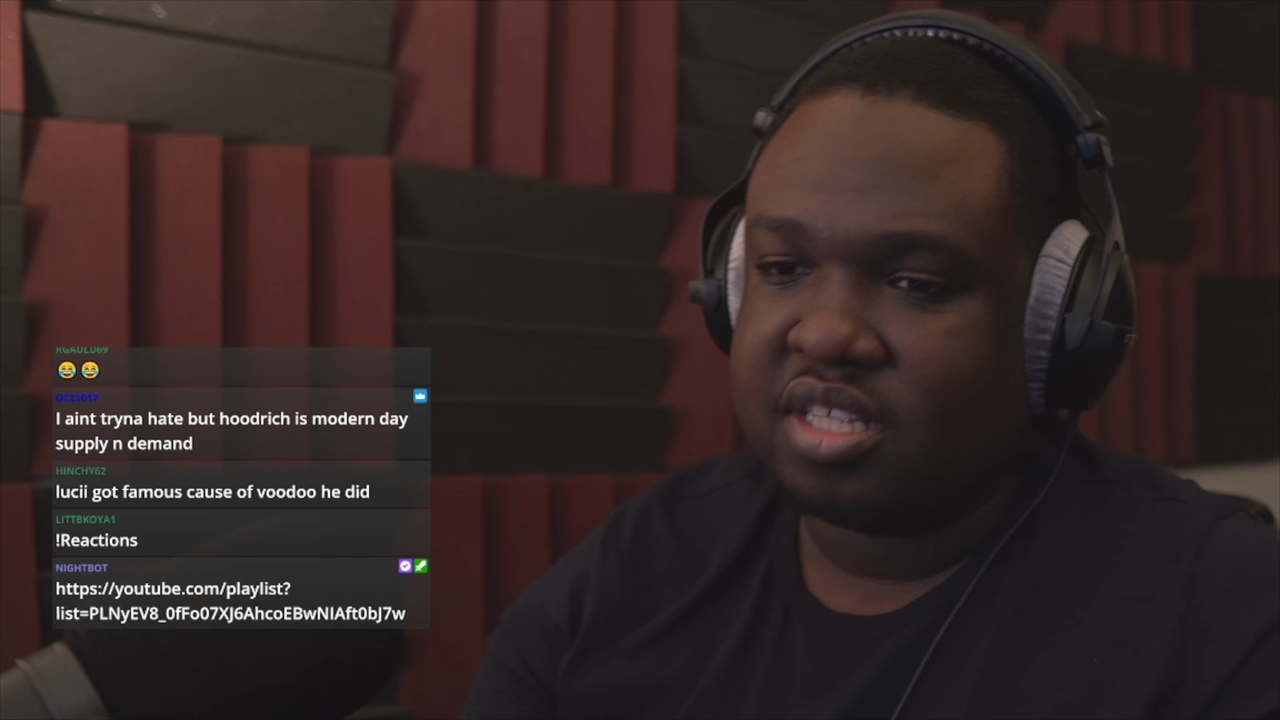 RGAULD69
😂 😂
I aint tryna hate but hoodrich is modern day
supply n demand
HINCHY62
lucii got famous cause of voodoo he did
LITTBKOYA1
!Reactions
NIGHTBOT
https://youtube.com/playlist?
list=PLNyEV8_0fFo07XJ6AhcoEBwNIAft0bJ7w